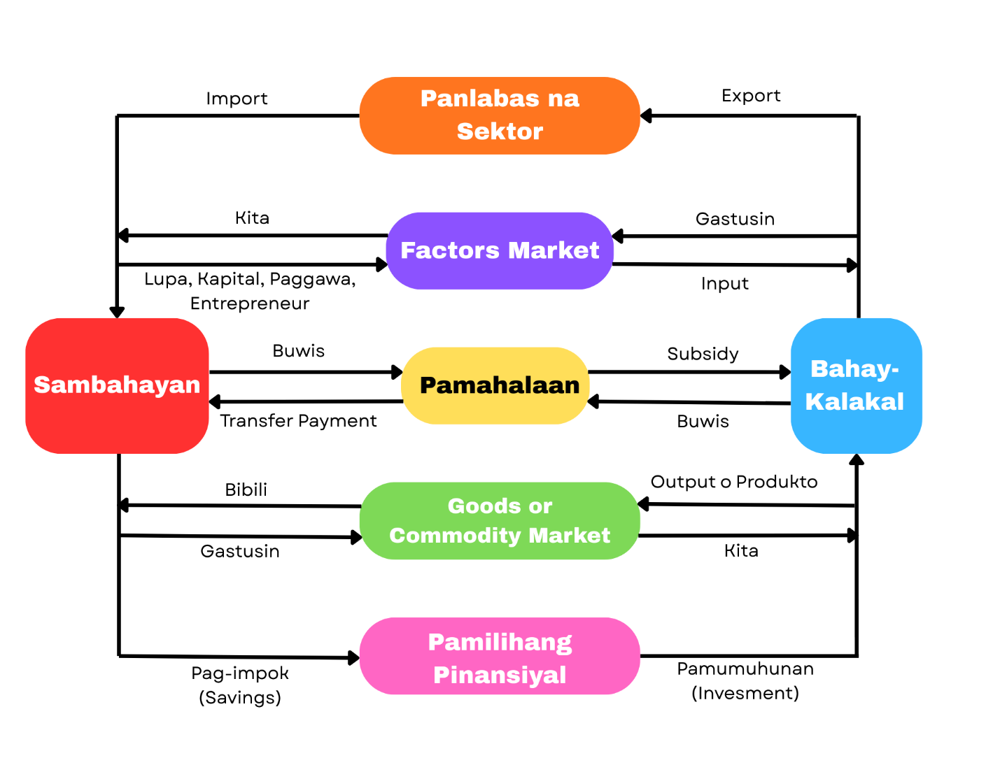 Import
Panlabas na
Sektor
Export
Kita
Factors Market
Gastusin
Lupa, Kapital, Paggawa,
Entrepreneur
Input
Sambahayan
Buwis
Transfer Payment
Pamahalaan
Subsidy
Buwis
Bahay-
Kalakal
Bibili
Gastusin
Goods or
Commodity Market
Output o Produkto
Kita
Pag-impok
(Savings)
Pamilihang
Pinansiyal
Pamumuhunan
(Invesment)